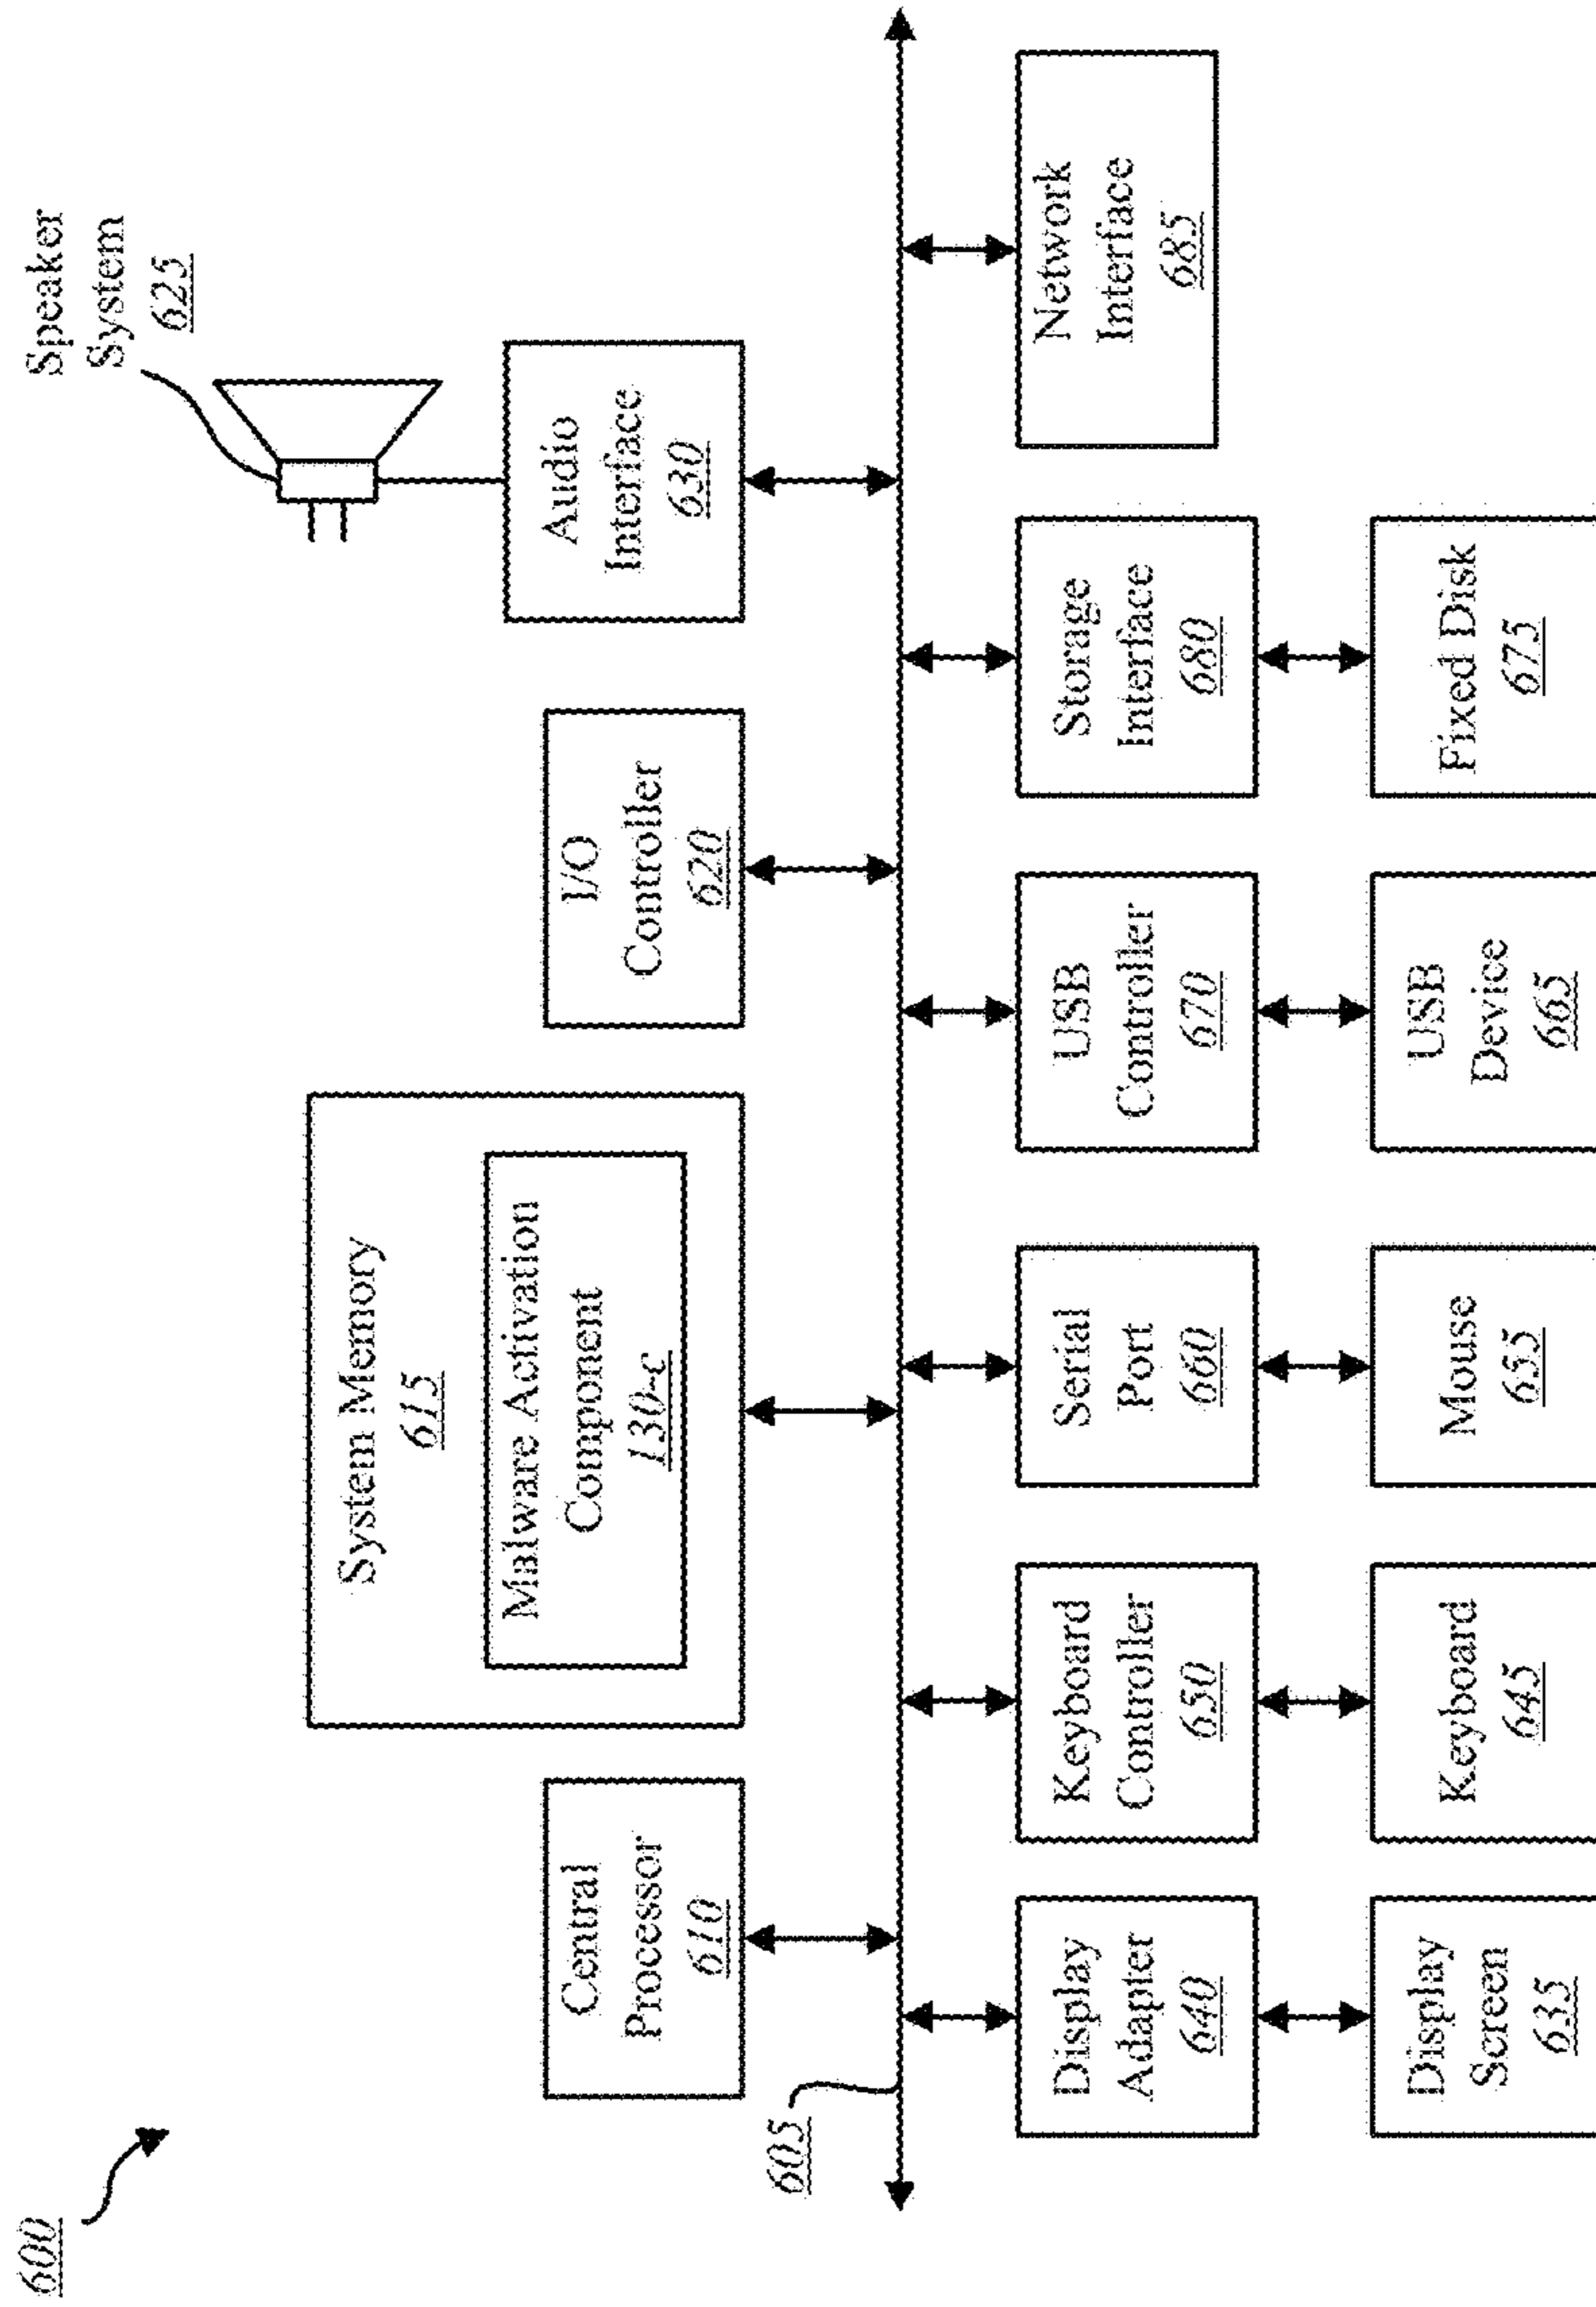 600
Speaker
System
625
Central
Processor
610
System Memory
615
Malware Activation
Component
130-c
I/O
Controller
620
Audio
Interface
630
605
Display
Adapter
640
Keyboard
Controller
650
Serial
Port
660
USB
Controller
670
Storage
Interface
680
Network
Interface
685
Display
Screen
635
Keyboard
645
Mouse
655
USB
Device
665
Fixed Disk
675